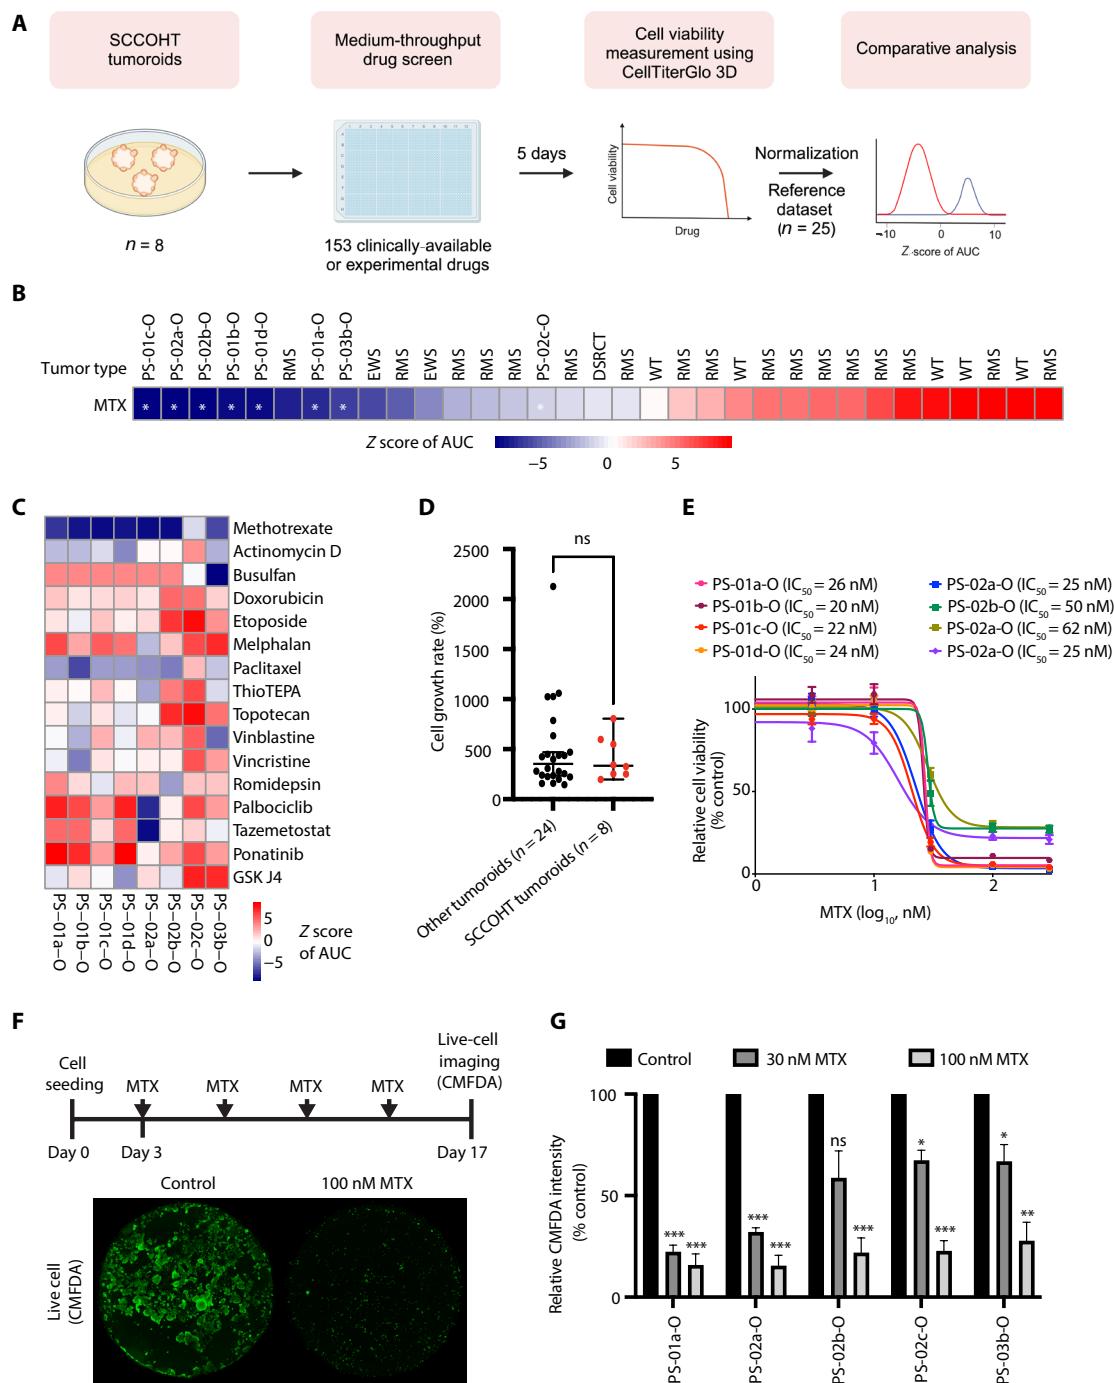 A
SCCOHT
tumoroids
Medium-throughput
drug screen
Cell viability
measurement using
CellTiterGlo 3D
Comparative analysis
5 days
Cell viability
Drug
Normalization
Reference
dataset
(n = 25)
−10 0 10
Z-score of AUC
n = 8
153 clinically-available
or experimental drugs
B
Tumor type
PS-01c-O
PS-02a-O
PS-02b-O
PS-01b-O
PS-01d-O
RMS
PS-01a-O
PS-03b-O
EWS
RMS
EWS
RMS
RMS
RMS
PS-02c-O
RMS
DSRCT
RMS
WT
RMS
RMS
WT
RMS
RMS
RMS
RMS
RMS
WT
WT
RMS
WT
RMS
MTX * * * * * * * *
Z score of AUC
−5 0 5
C
Methotrexate
Actinomycin D
Busulfan
Doxorubicin
Etoposide
Melphalan
Paclitaxel
ThioTEPA
Topotecan
Vinblastine
Vincristine
Romidepsin
Palbociclib
Tazemetostat
Ponatinib
GSK J4
PS−01a−O
PS−01b−O
PS−01c−O
PS−01d−O
PS−02a−O
PS−02b−O
PS−02c−O
PS−03b−O
5
0
−5
Z score
of AUC
D
ns
Cell growth rate (%)
2500
2000
1500
1000
500
0
Other tumoroids (n = 24)
SCCOHT tumoroids (n = 8)
E
PS-01a-O (IC50 = 26 nM)
PS-01b-O (IC50 = 20 nM)
PS-01c-O (IC50 = 22 nM)
PS-01d-O (IC50 = 24 nM)
PS-02a-O (IC50 = 25 nM)
PS-02b-O (IC50 = 50 nM)
PS-02a-O (IC50 = 62 nM)
PS-02a-O (IC50 = 25 nM)
Relative cell viability
(% control)
100
50
0
0 1 2
MTX (log10, nM)
F
Cell
seeding
MTX MTX MTX MTX
Live-cell
imaging
(CMFDA)
Day 0 Day 3 Day 17
Control 100 nM MTX
Live cell
(CMFDA)
G
Control 30 nM MTX 100 nM MTX
Relative CMFDA intensity
(% control)
100
50
0
*** ***
*** ***
ns ***
* ***
* **
PS-01a-O
PS-02a-O
PS-02b-O
PS-02c-O
PS-03b-O